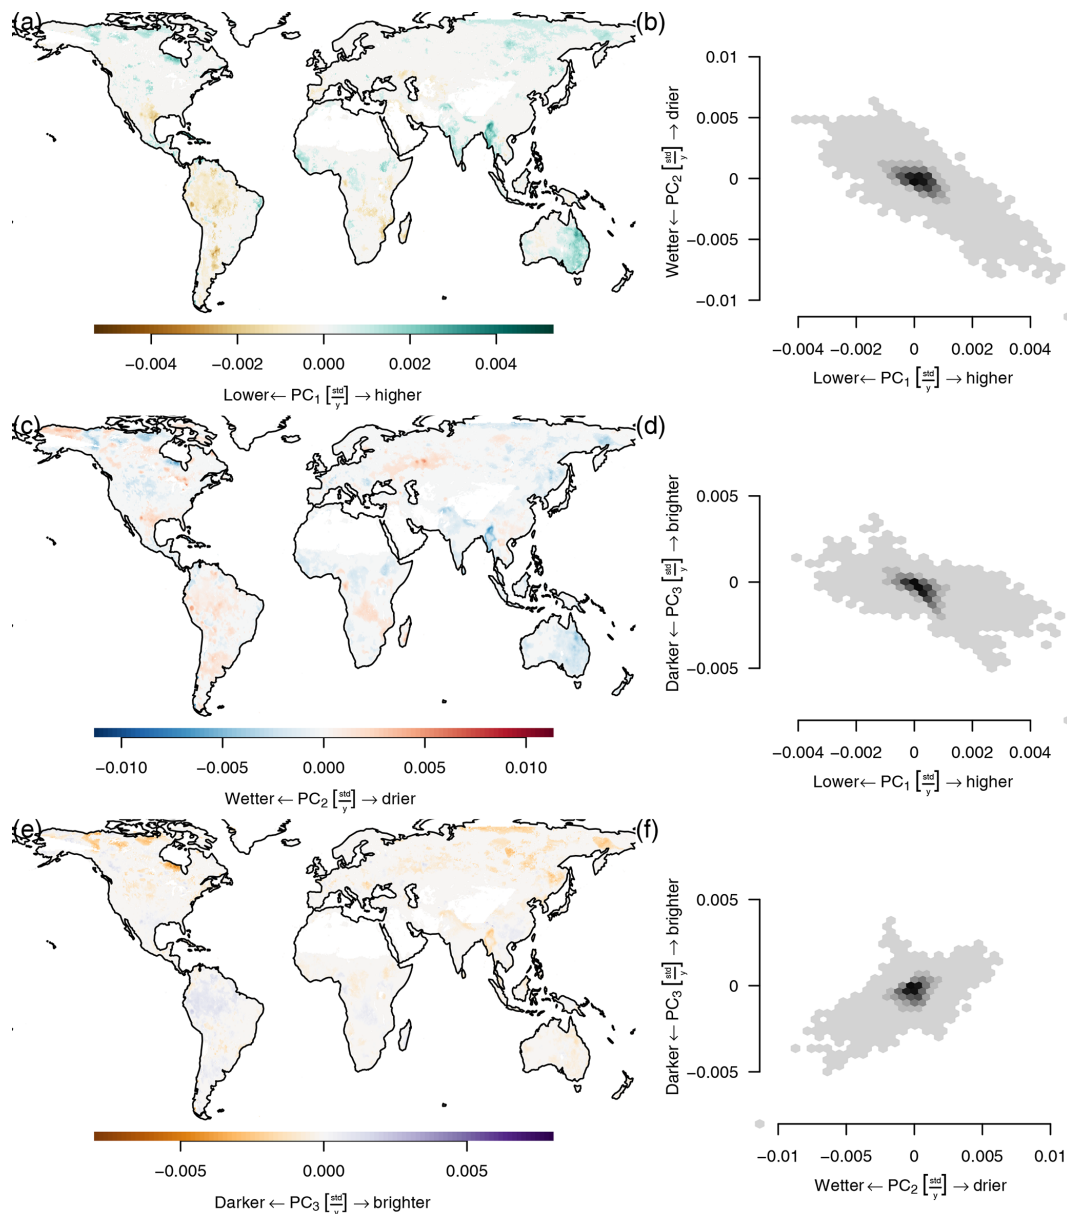 (a)
(b)
−0.004 −0.002 0.000 0.002 0.004
Lower← PC₁ [std/y] → higher
0.01
0.005
0
−0.005
−0.01
Wetter ← PC₂ [std/y] → drier
−0.004 −0.002 0 0.002 0.004
Lower← PC₁ [std/y] → higher
(c)
(d)
−0.010 −0.005 0.000 0.005 0.010
Wetter ← PC₂ [std/y] → drier
0.005
0
−0.005
Darker ← PC₃ [std/y] → brighter
−0.004 −0.002 0 0.002 0.004
Lower← PC₁ [std/y] → higher
(e)
(f)
−0.005 0.000 0.005
Darker ← PC₃ [std/y] → brighter
0.005
0
−0.005
Darker ← PC₃ [std/y] → brighter
−0.01 −0.005 0 0.005 0.01
Wetter ← PC₂ [std/y] → drier